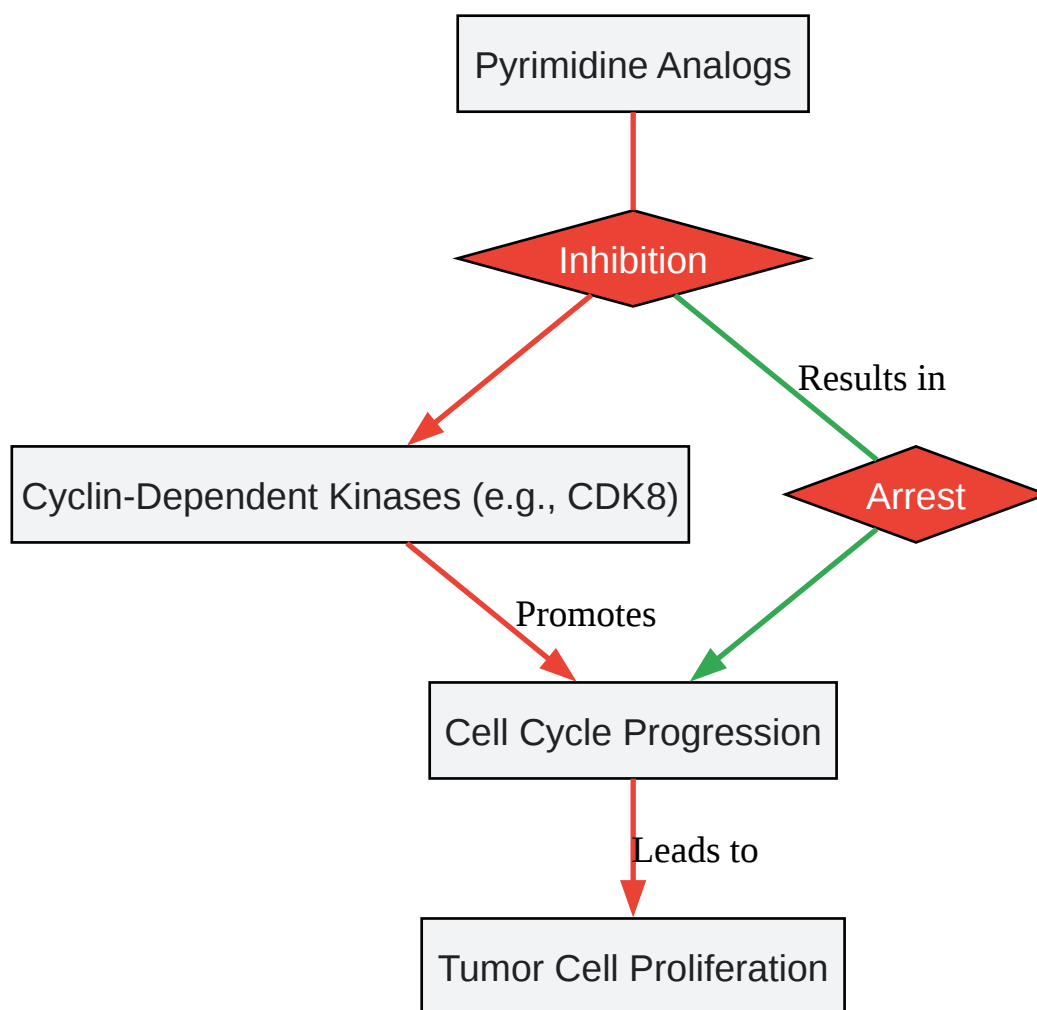 Pyrimidine Analogs
Inhibition
Results in
Cyclin-Dependent Kinases (e.g., CDK8)
Arrest
Promotes
Cell Cycle Progression
Leads to
Tumor Cell Proliferation